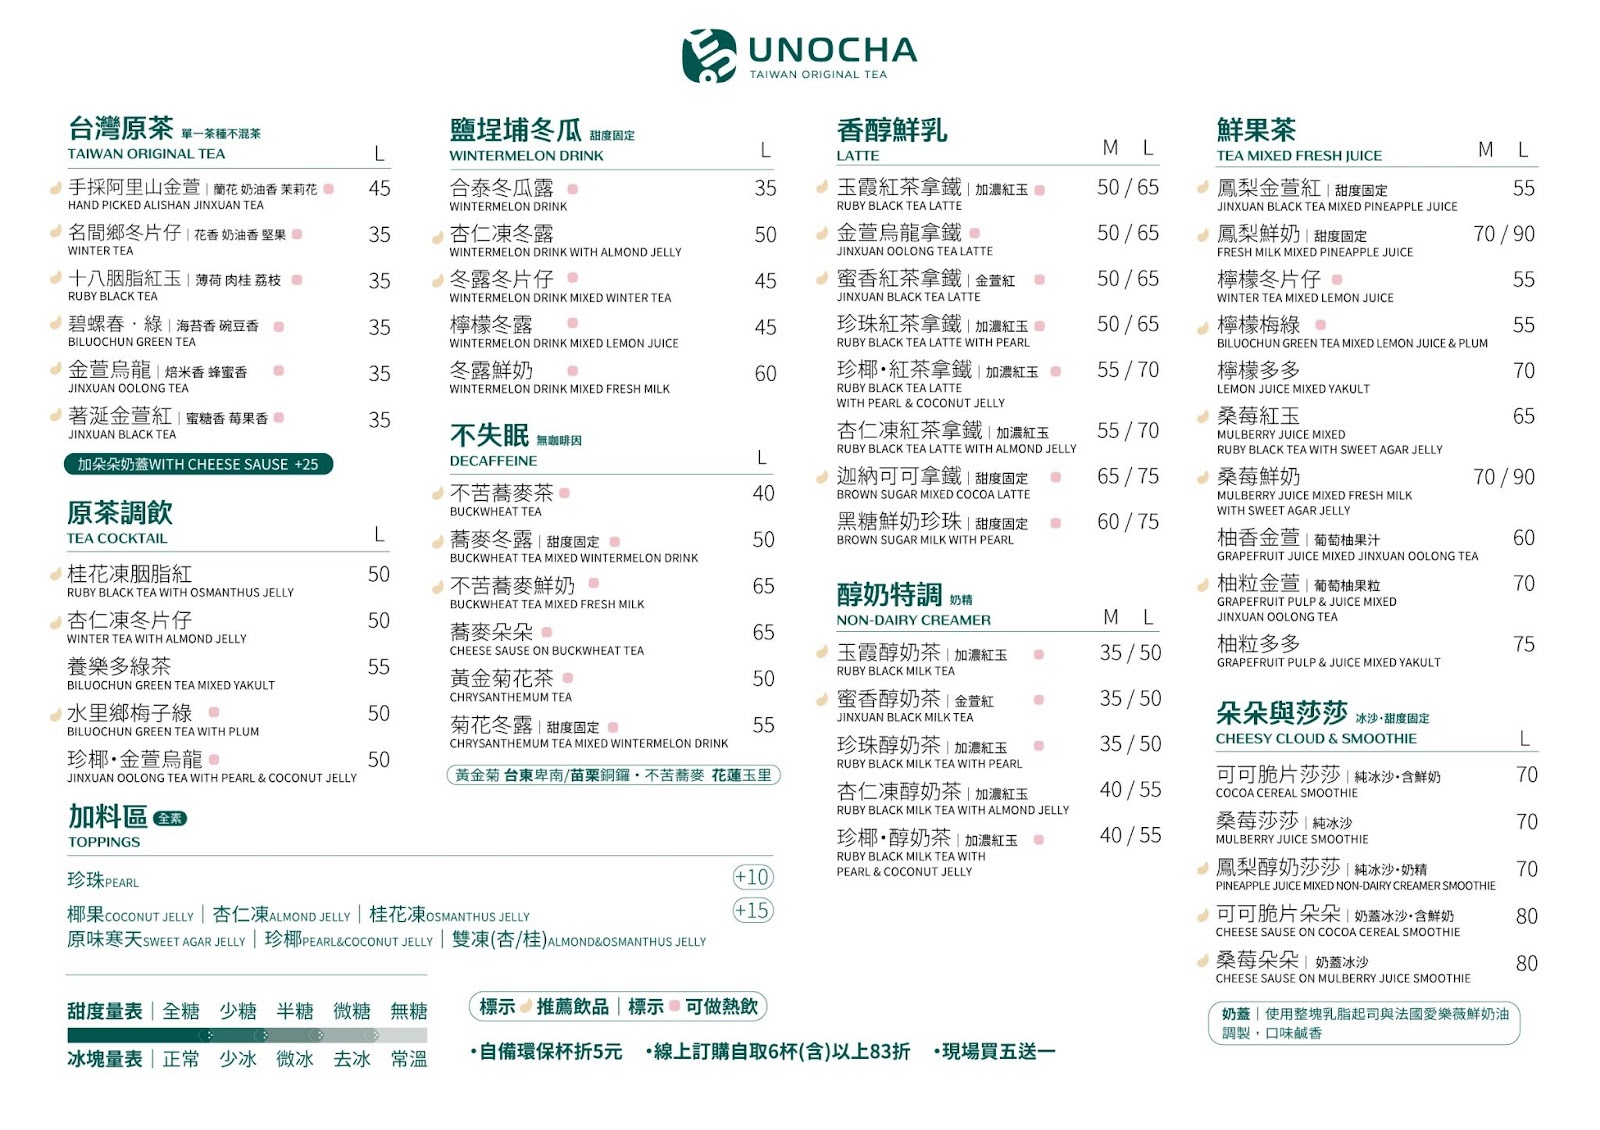 UNOCHA
TAIWAN ORIGINAL TEA
台灣原茶 單一茶種不混茶
TAIWAN ORIGINAL TEA L
手採阿里山金萱 | 蘭花 奶油香 茉莉花 45
HAND PICKED ALISHAN JINXUAN TEA
名間鄉冬片仔 | 花香 奶油香 堅果 35
WINTER TEA
十八胭脂紅玉 | 薄荷 肉桂 荔枝 35
RUBY BLACK TEA
碧螺春‧綠 | 海苔香 碗豆香 35
BILUOCHUN GREEN TEA
金萱烏龍 | 焙米香 蜂蜜香 35
JINXUAN OOLONG TEA
著涎金萱紅 | 蜜糖香 莓果香 35
JINXUAN BLACK TEA
加朵朵奶蓋WITH CHEESE SAUSE +25
原茶調飲
TEA COCKTAIL L
桂花凍胭脂紅 50
RUBY BLACK TEA WITH OSMANTHUS JELLY
杏仁凍冬片仔 50
WINTER TEA WITH ALMOND JELLY
養樂多綠茶 55
BILUOCHUN GREEN TEA MIXED YAKULT
水里鄉梅子綠 50
BILUOCHUN GREEN TEA WITH PLUM
珍椰•金萱烏龍 50
JINXUAN OOLONG TEA WITH PEARL & COCONUT JELLY
鹽埕埔冬瓜 甜度固定
WINTERMELON DRINK L
合泰冬瓜露 35
WINTERMELON DRINK
杏仁凍冬露 50
WINTERMELON DRINK WITH ALMOND JELLY
冬露冬片仔 45
WINTERMELON DRINK MIXED WINTER TEA
檸檬冬露 45
WINTERMELON DRINK MIXED LEMON JUICE
冬露鮮奶 60
WINTERMELON DRINK MIXED FRESH MILK
不失眠 無咖啡因
DECAFFEINE L
不苦蕎麥茶 40
BUCKWHEAT TEA
蕎麥冬露 | 甜度固定 50
BUCKWHEAT TEA MIXED WINTERMELON DRINK
不苦蕎麥鮮奶 65
BUCKWHEAT TEA MIXED FRESH MILK
蕎麥朵朵 65
CHEESE SAUSE ON BUCKWHEAT TEA
黃金菊花茶 50
CHRYSANTHEMUM TEA
菊花冬露 | 甜度固定 55
CHRYSANTHEMUM TEA MIXED WINTERMELON DRINK
黃金菊 台東卑南/苗栗銅鑼・不苦蕎麥 花蓮玉里
香醇鮮乳
LATTE M L
玉霞紅茶拿鐵 | 加濃紅玉 50 / 65
RUBY BLACK TEA LATTE
金萱烏龍拿鐵 50 / 65
JINXUAN OOLONG TEA LATTE
蜜香紅茶拿鐵 | 金萱紅 50 / 65
JINXUAN BLACK TEA LATTE
珍珠紅茶拿鐵 | 加濃紅玉 50 / 65
RUBY BLACK TEA LATTE WITH PEARL
珍椰•紅茶拿鐵 | 加濃紅玉 55 / 70
RUBY BLACK TEA LATTE
WITH PEARL & COCONUT JELLY
杏仁凍紅茶拿鐵 | 加濃紅玉 55 / 70
RUBY BLACK TEA LATTE WITH ALMOND JELLY
迦納可可拿鐵 | 甜度固定 65 / 75
BROWN SUGAR MIXED COCOA LATTE
黑糖鮮奶珍珠 | 甜度固定 60 / 75
BROWN SUGAR MILK WITH PEARL
醇奶特調 奶精
NON-DAIRY CREAMER M L
玉霞醇奶茶 | 加濃紅玉 35 / 50
RUBY BLACK MILK TEA
蜜香醇奶茶 | 金萱紅 35 / 50
JINXUAN BLACK MILK TEA
珍珠醇奶茶 | 加濃紅玉 35 / 50
RUBY BLACK MILK TEA WITH PEARL
杏仁凍醇奶茶 | 加濃紅玉 40 / 55
RUBY BLACK MILK TEA WITH ALMOND JELLY
珍椰•醇奶茶 | 加濃紅玉 40 / 55
RUBY BLACK MILK TEA WITH
PEARL & COCONUT JELLY
鮮果茶
TEA MIXED FRESH JUICE M L
鳳梨金萱紅 | 甜度固定 55
JINXUAN BLACK TEA MIXED PINEAPPLE JUICE
鳳梨鮮奶 | 甜度固定 70 / 90
FRESH MILK MIXED PINEAPPLE JUICE
檸檬冬片仔 55
WINTER TEA MIXED LEMON JUICE
檸檬梅綠 55
BILUOCHUN GREEN TEA MIXED LEMON JUICE & PLUM
檸檬多多 70
LEMON JUICE MIXED YAKULT
桑莓紅玉 65
MULBERRY JUICE MIXED
RUBY BLACK TEA WITH SWEET AGAR JELLY
桑莓鮮奶 70 / 90
MULBERRY JUICE MIXED FRESH MILK
WITH SWEET AGAR JELLY
柚香金萱 | 葡萄柚果汁 60
GRAPEFRUIT JUICE MIXED JINXUAN OOLONG TEA
柚粒金萱 | 葡萄柚果粒 70
GRAPEFRUIT PULP & JUICE MIXED
JINXUAN OOLONG TEA
柚粒多多 75
GRAPEFRUIT PULP & JUICE MIXED YAKULT
朵朵與莎莎 冰沙•甜度固定
CHEESY CLOUD & SMOOTHIE L
可可脆片莎莎 | 純冰沙•含鮮奶 70
COCOA CEREAL SMOOTHIE
桑莓莎莎 | 純冰沙 70
MULBERRY JUICE SMOOTHIE
鳳梨醇奶莎莎 | 純冰沙•奶精 70
PINEAPPLE JUICE MIXED NON-DAIRY CREAMER SMOOTHIE
可可脆片朵朵 | 奶蓋冰沙•含鮮奶 80
CHEESE SAUSE ON COCOA CEREAL SMOOTHIE
桑莓朵朵 | 奶蓋冰沙 80
CHEESE SAUSE ON MULBERRY JUICE SMOOTHIE
奶蓋 | 使用整塊乳脂起司與法國愛樂薇鮮奶油
調製，口味鹹香
加料區 全素
TOPPINGS
珍珠PEARL +10
椰果COCONUT JELLY | 杏仁凍ALMOND JELLY | 桂花凍OSMANTHUS JELLY +15
原味寒天SWEET AGAR JELLY | 珍椰PEARL&COCONUT JELLY | 雙凍(杏/桂)ALMOND&OSMANTHUS JELLY
甜度量表 | 全糖 少糖 半糖 微糖 無糖
冰塊量表 | 正常 少冰 微冰 去冰 常溫
標示 推薦飲品 | 標示 可做熱飲
•自備環保杯折5元 •線上訂購自取6杯(含)以上83折 •現場買五送一